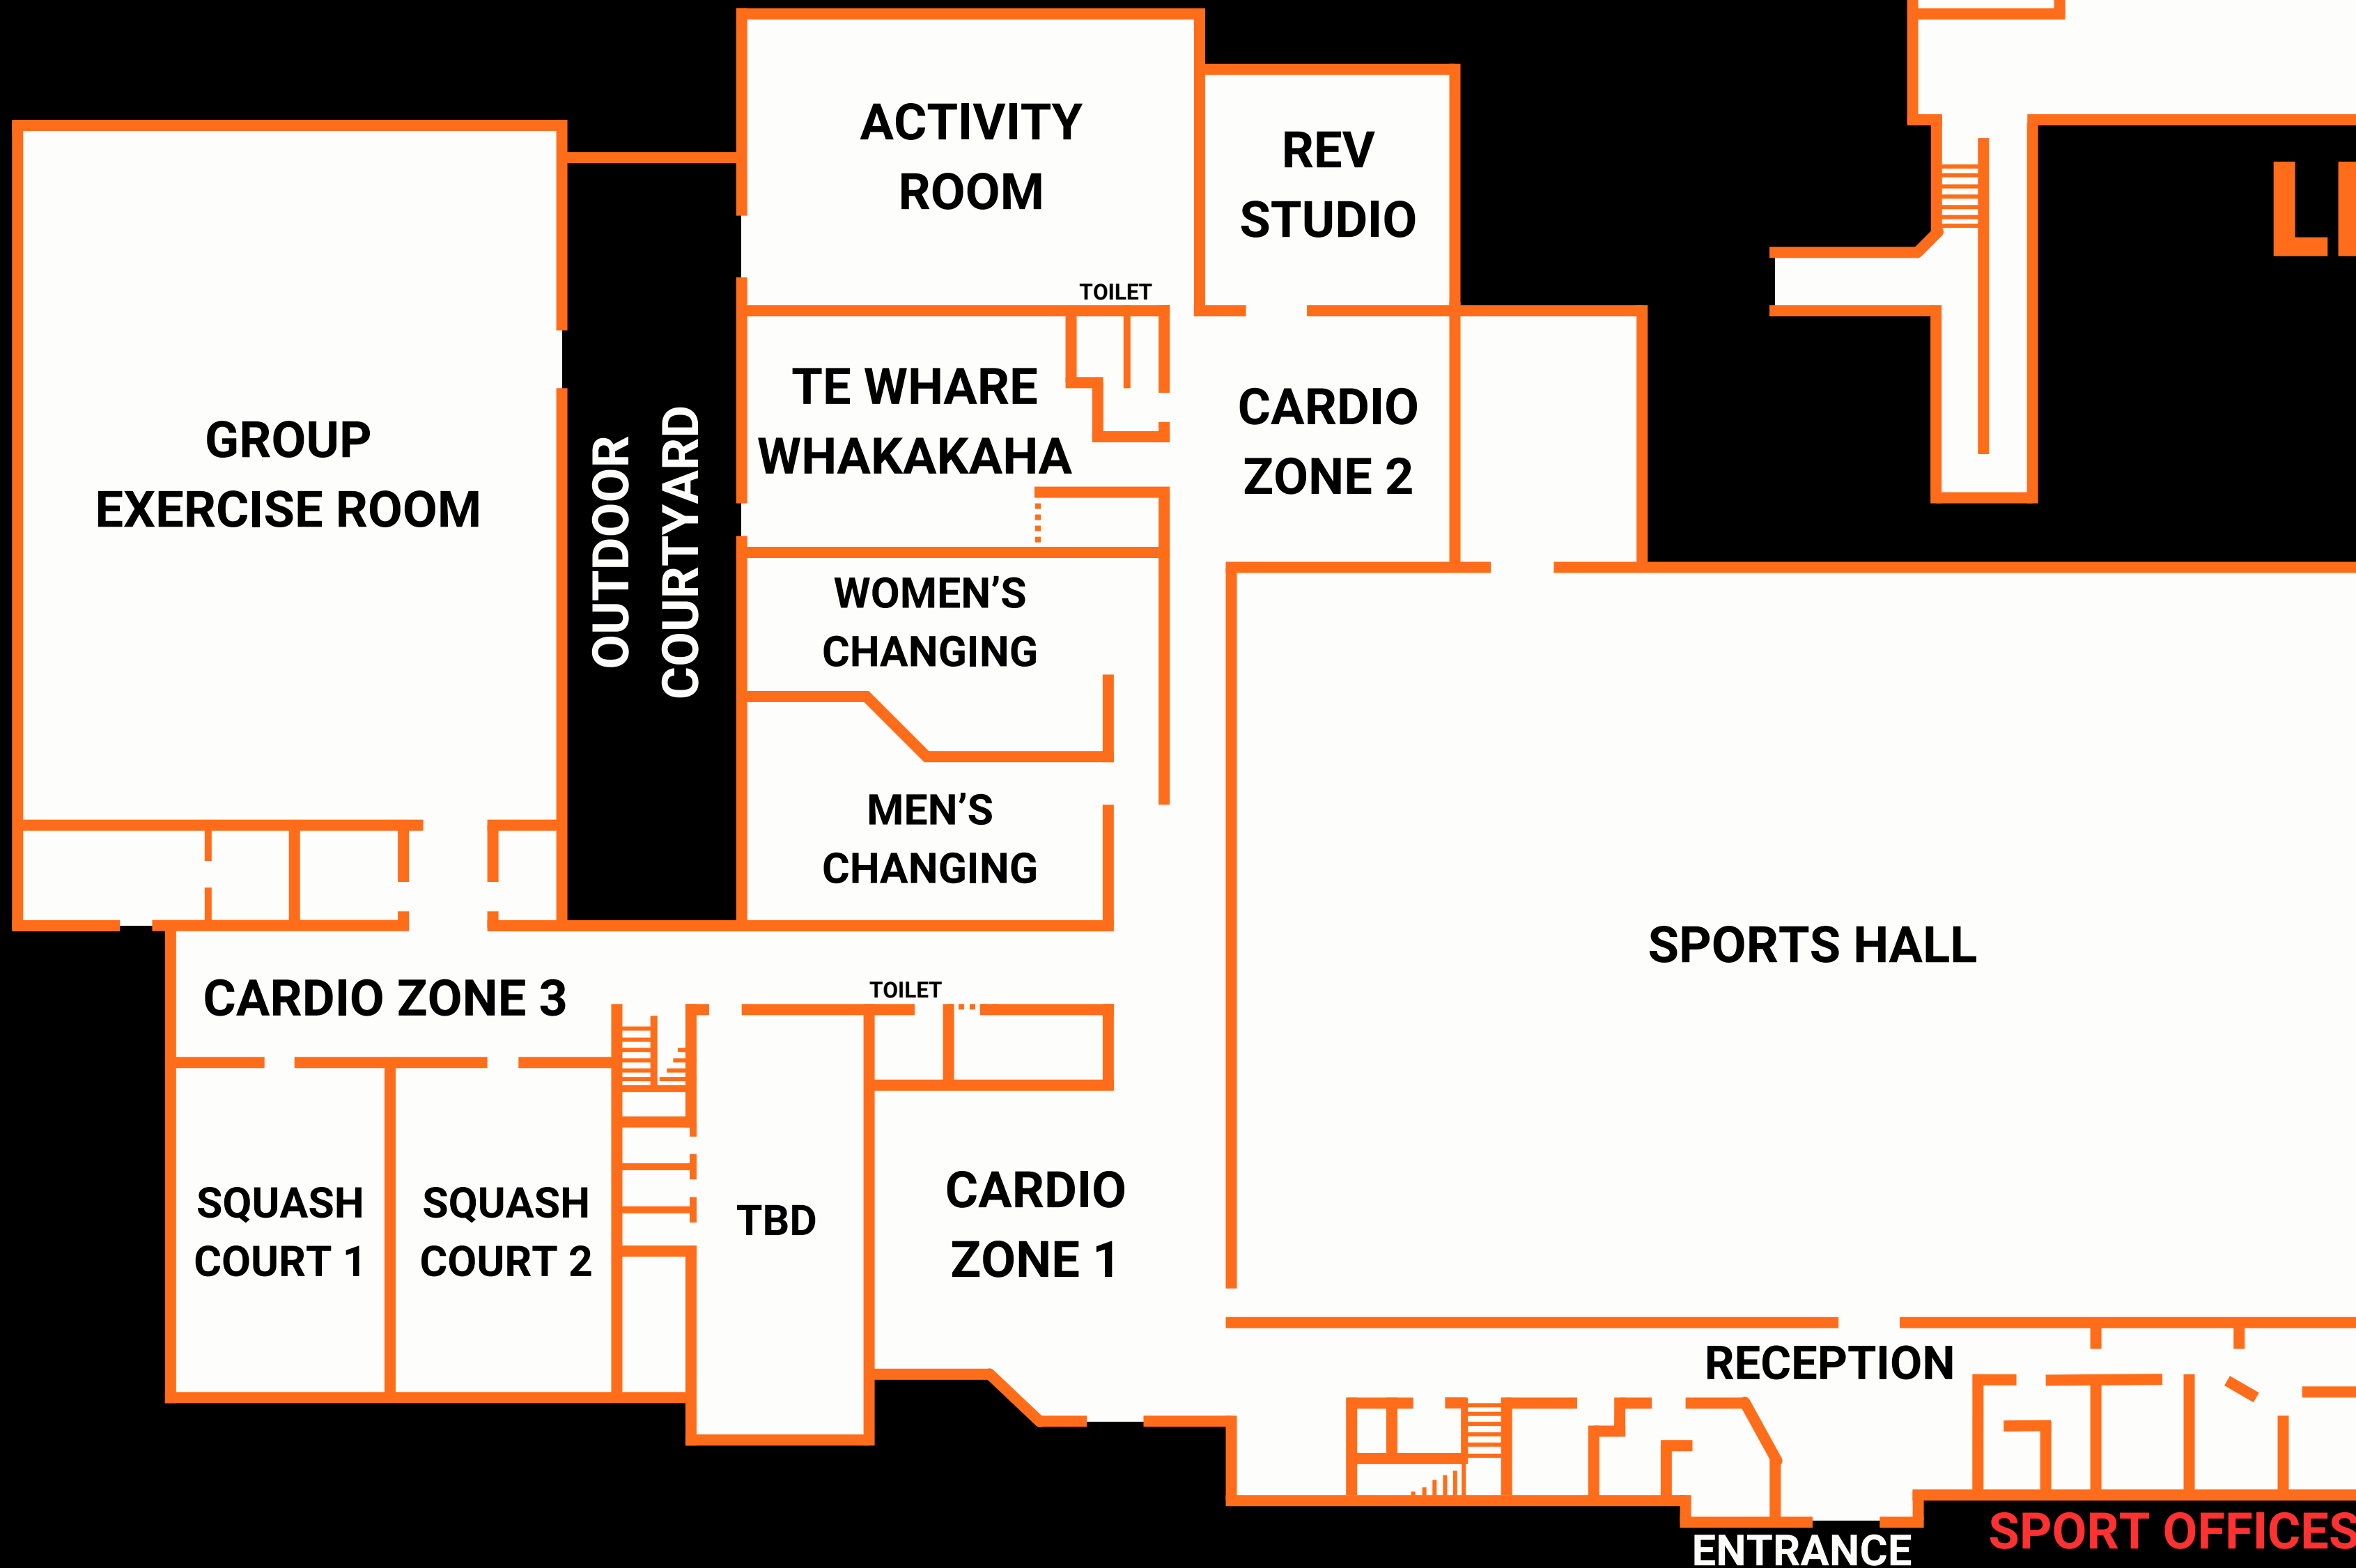 ACTIVITY
ROOM
REV
STUDIO
LE
TOILET
GROUP
EXERCISE ROOM
OUTDOOR
COURTYARD
TE WHARE
WHAKAKAHA
CARDIO
ZONE 2
WOMEN'S
CHANGING
MEN'S
CHANGING
SPORTS HALL
CARDIO ZONE 3
TOILET
SQUASH
COURT 1
SQUASH
COURT 2
TBD
CARDIO
ZONE 1
RECEPTION
ENTRANCE
SPORT OFFICES